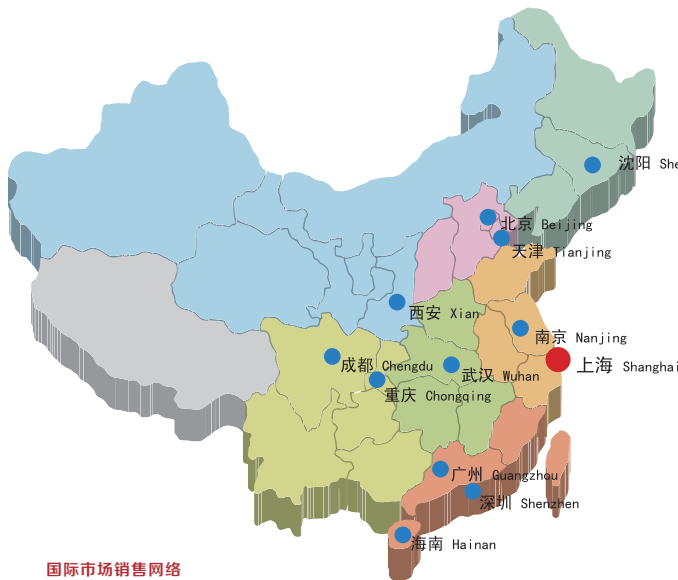 沈阳 She
北京 Beijing
天津 Tianjing
西安 Xian
南京 Nanjing
上海 Shanghai
成都 Chengdu
武汉 Wuhan
重庆 Chongqing
广州 Guangzhou
深圳 Shenzhen
海南 Hainan
国际市场销售网络